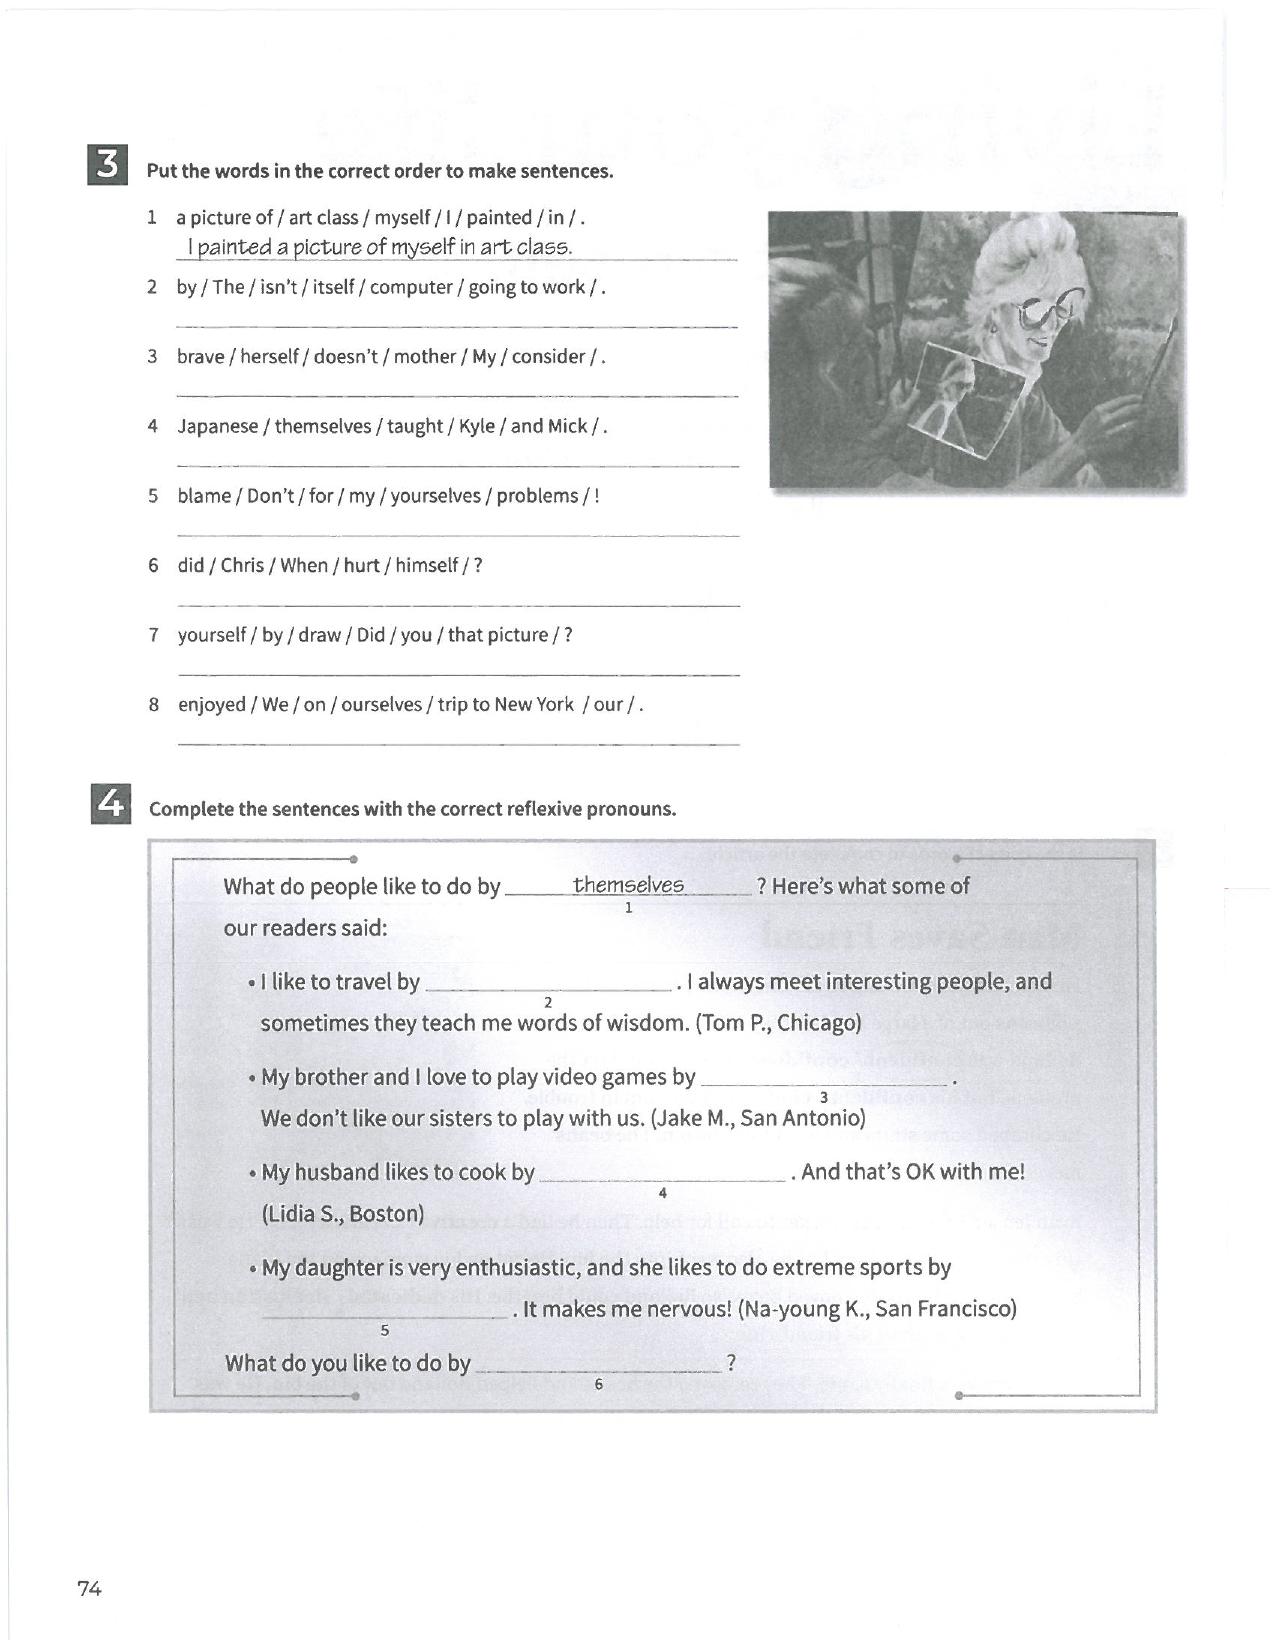 3 Put the words in the correct order to make sentences.
1 a picture of / art class / myself / I / painted / in / .
I painted a picture of myself in art class.
2 by / The / isn't / itself / computer / going to work / .
3 brave / herself / doesn't / mother / My / consider / .
4 Japanese / themselves / taught / Kyle / and Mick / .
5 blame / Don't / for / my / yourselves / problems / !
6 did / Chris / When / hurt / himself / ?
7 yourself / by / draw / Did / you / that picture / ?
8 enjoyed / We / on / ourselves / trip to New York / our / .
4 Complete the sentences with the correct reflexive pronouns.
What do people like to do by themselves ? Here's what some of
1
our readers said:
• I like to travel by . I always meet interesting people, and
2
sometimes they teach me words of wisdom. (Tom P., Chicago)
• My brother and I love to play video games by .
3
We don't like our sisters to play with us. (Jake M., San Antonio)
• My husband likes to cook by . And that's OK with me!
4
(Lidia S., Boston)
• My daughter is very enthusiastic, and she likes to do extreme sports by
. It makes me nervous! (Na-young K., San Francisco)
5
What do you like to do by ?
6
74